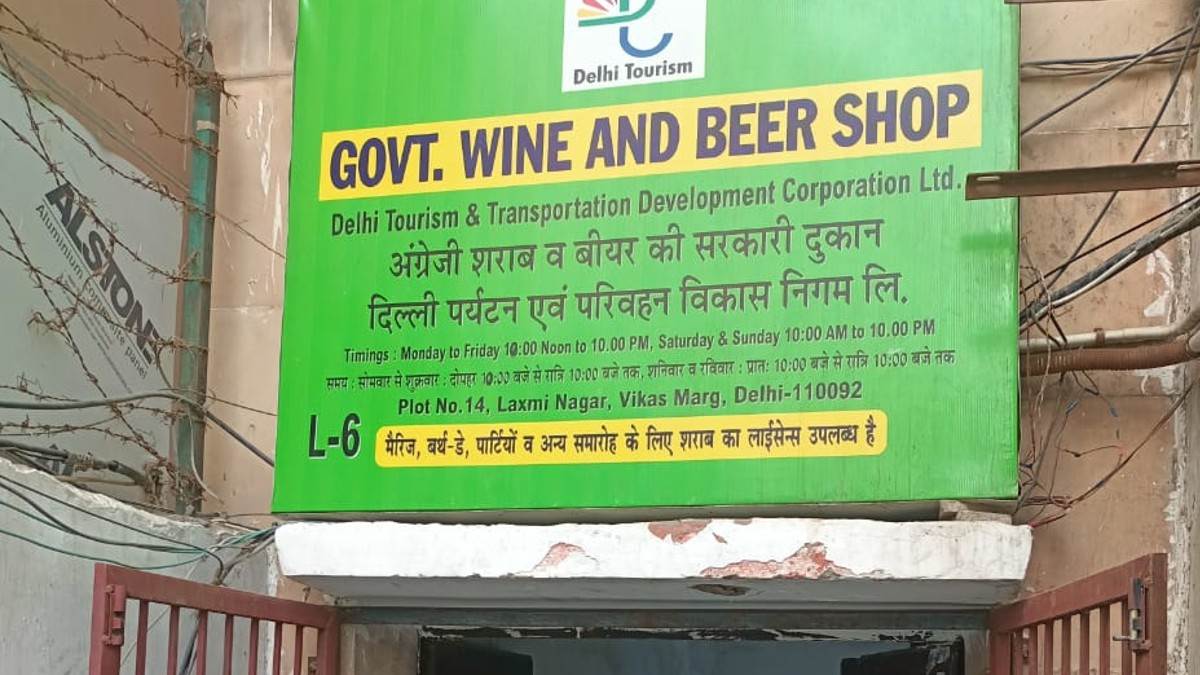 Delhi Tourism
GOVT. WINE AND BEER SHOP
Delhi Tourism & Transportation Development Corporation Ltd.
अंग्रेजी शराब व बीयर की सरकारी दुकान
दिल्ली पर्यटन एवं परिवहन विकास निगम लि.
Timings : Monday to Friday 10:00 Noon to 10.00 PM, Saturday & Sunday 10:00 AM to 10.00 PM
समय : सोमवार से शुक्रवार : दोपहर 10:00 बजे से रात्रि 10:00 बजे तक, शनिवार व रविवार : प्रातः 10:00 बजे से रात्रि 10:00 बजे तक
Plot No.14, Laxmi Nagar, Vikas Marg, Delhi-110092
L-6
मैरिज, बर्थ-डे, पार्टियों व अन्य समारोह के लिए शराब का लाईसेन्स उपलब्ध है
ALSTONE
Aluminium composite panel